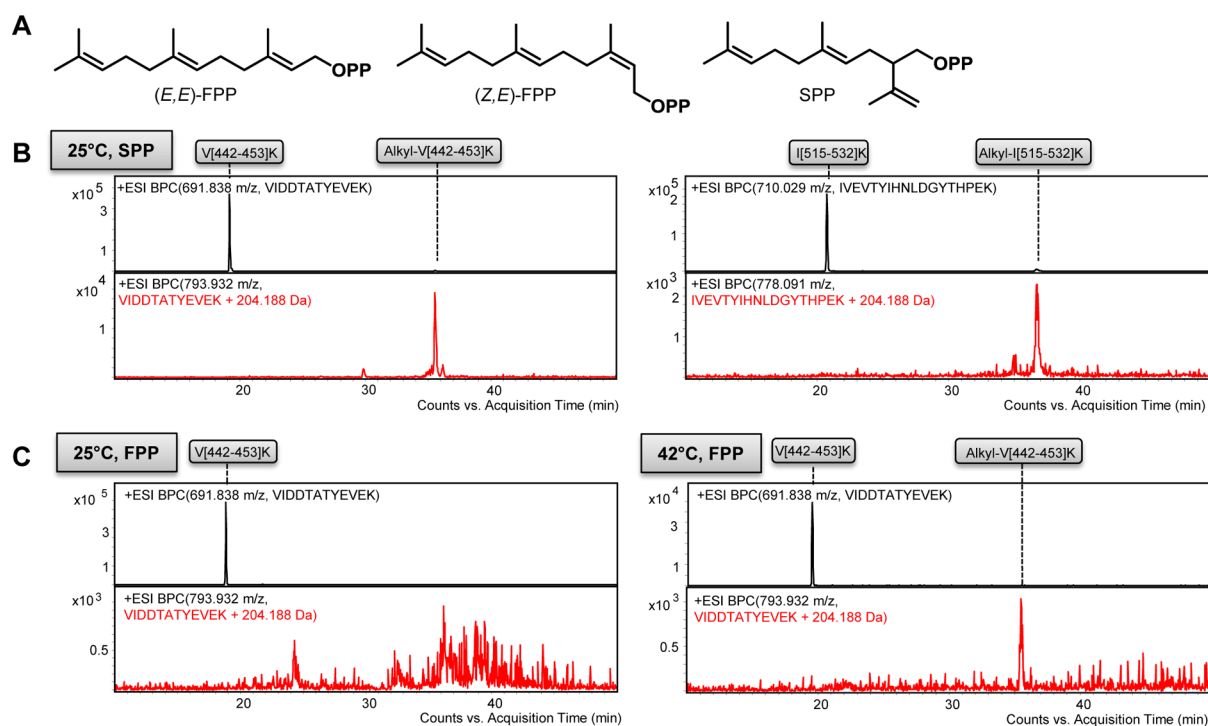 A
OPP
(E,E)-FPP
OPP
(Z,E)-FPP
OPP
SPP
B
25°C, SPP
V[442-453]K
Alkyl-V[442-453]K
x10 5
3
1
+ESI BPC(691.838 m/z, VIDDTATYEVEK)
x10 4
1
+ESI BPC(793.932 m/z,
VIDDTATYEVEK + 204.188 Da)
20
30
40
Counts vs. Acquisition Time (min)
I[515-532]K
Alkyl-I[515-532]K
x10 5
2
1
+ESI BPC(710.029 m/z, IVEVTYIHNLDGYTHPEK)
x10 3
2
1
+ESI BPC(778.091 m/z,
IVEVTYIHNLDGYTHPEK + 204.188 Da)
20
30
40
Counts vs. Acquisition Time (min)
C
25°C, FPP
V[442-453]K
x10 5
3
1
+ESI BPC(691.838 m/z, VIDDTATYEVEK)
x10 3
0.5
+ESI BPC(793.932 m/z,
VIDDTATYEVEK + 204.188 Da)
20
30
40
Counts vs. Acquisition Time (min)
42°C, FPP
V[442-453]K
Alkyl-V[442-453]K
x10 4
3
1
+ESI BPC(691.838 m/z, VIDDTATYEVEK)
x10 3
0.5
+ESI BPC(793.932 m/z,
VIDDTATYEVEK + 204.188 Da)
20
30
40
Counts vs. Acquisition Time (min)